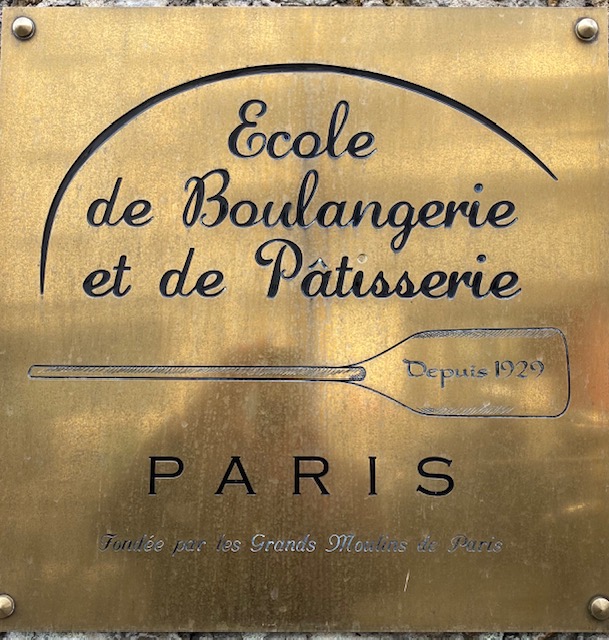 Ecole
de Boulangerie
et de Pâtisserie
Depuis 1929
PARIS
Fondée par les Grands Moulins de Paris